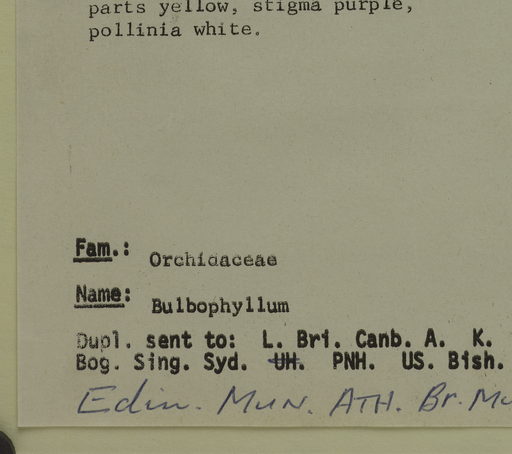 parts yellow, stigma purple,
pollinia white.
Fam.: Orchidaceae
Name: Bulbophyllum
Dupl. sent to: L. Bri. Canb. A. K.
Bog. Sing. Syd. UH. PNH. US. Bish.
Edin. Mun. ATH. Br. Mu